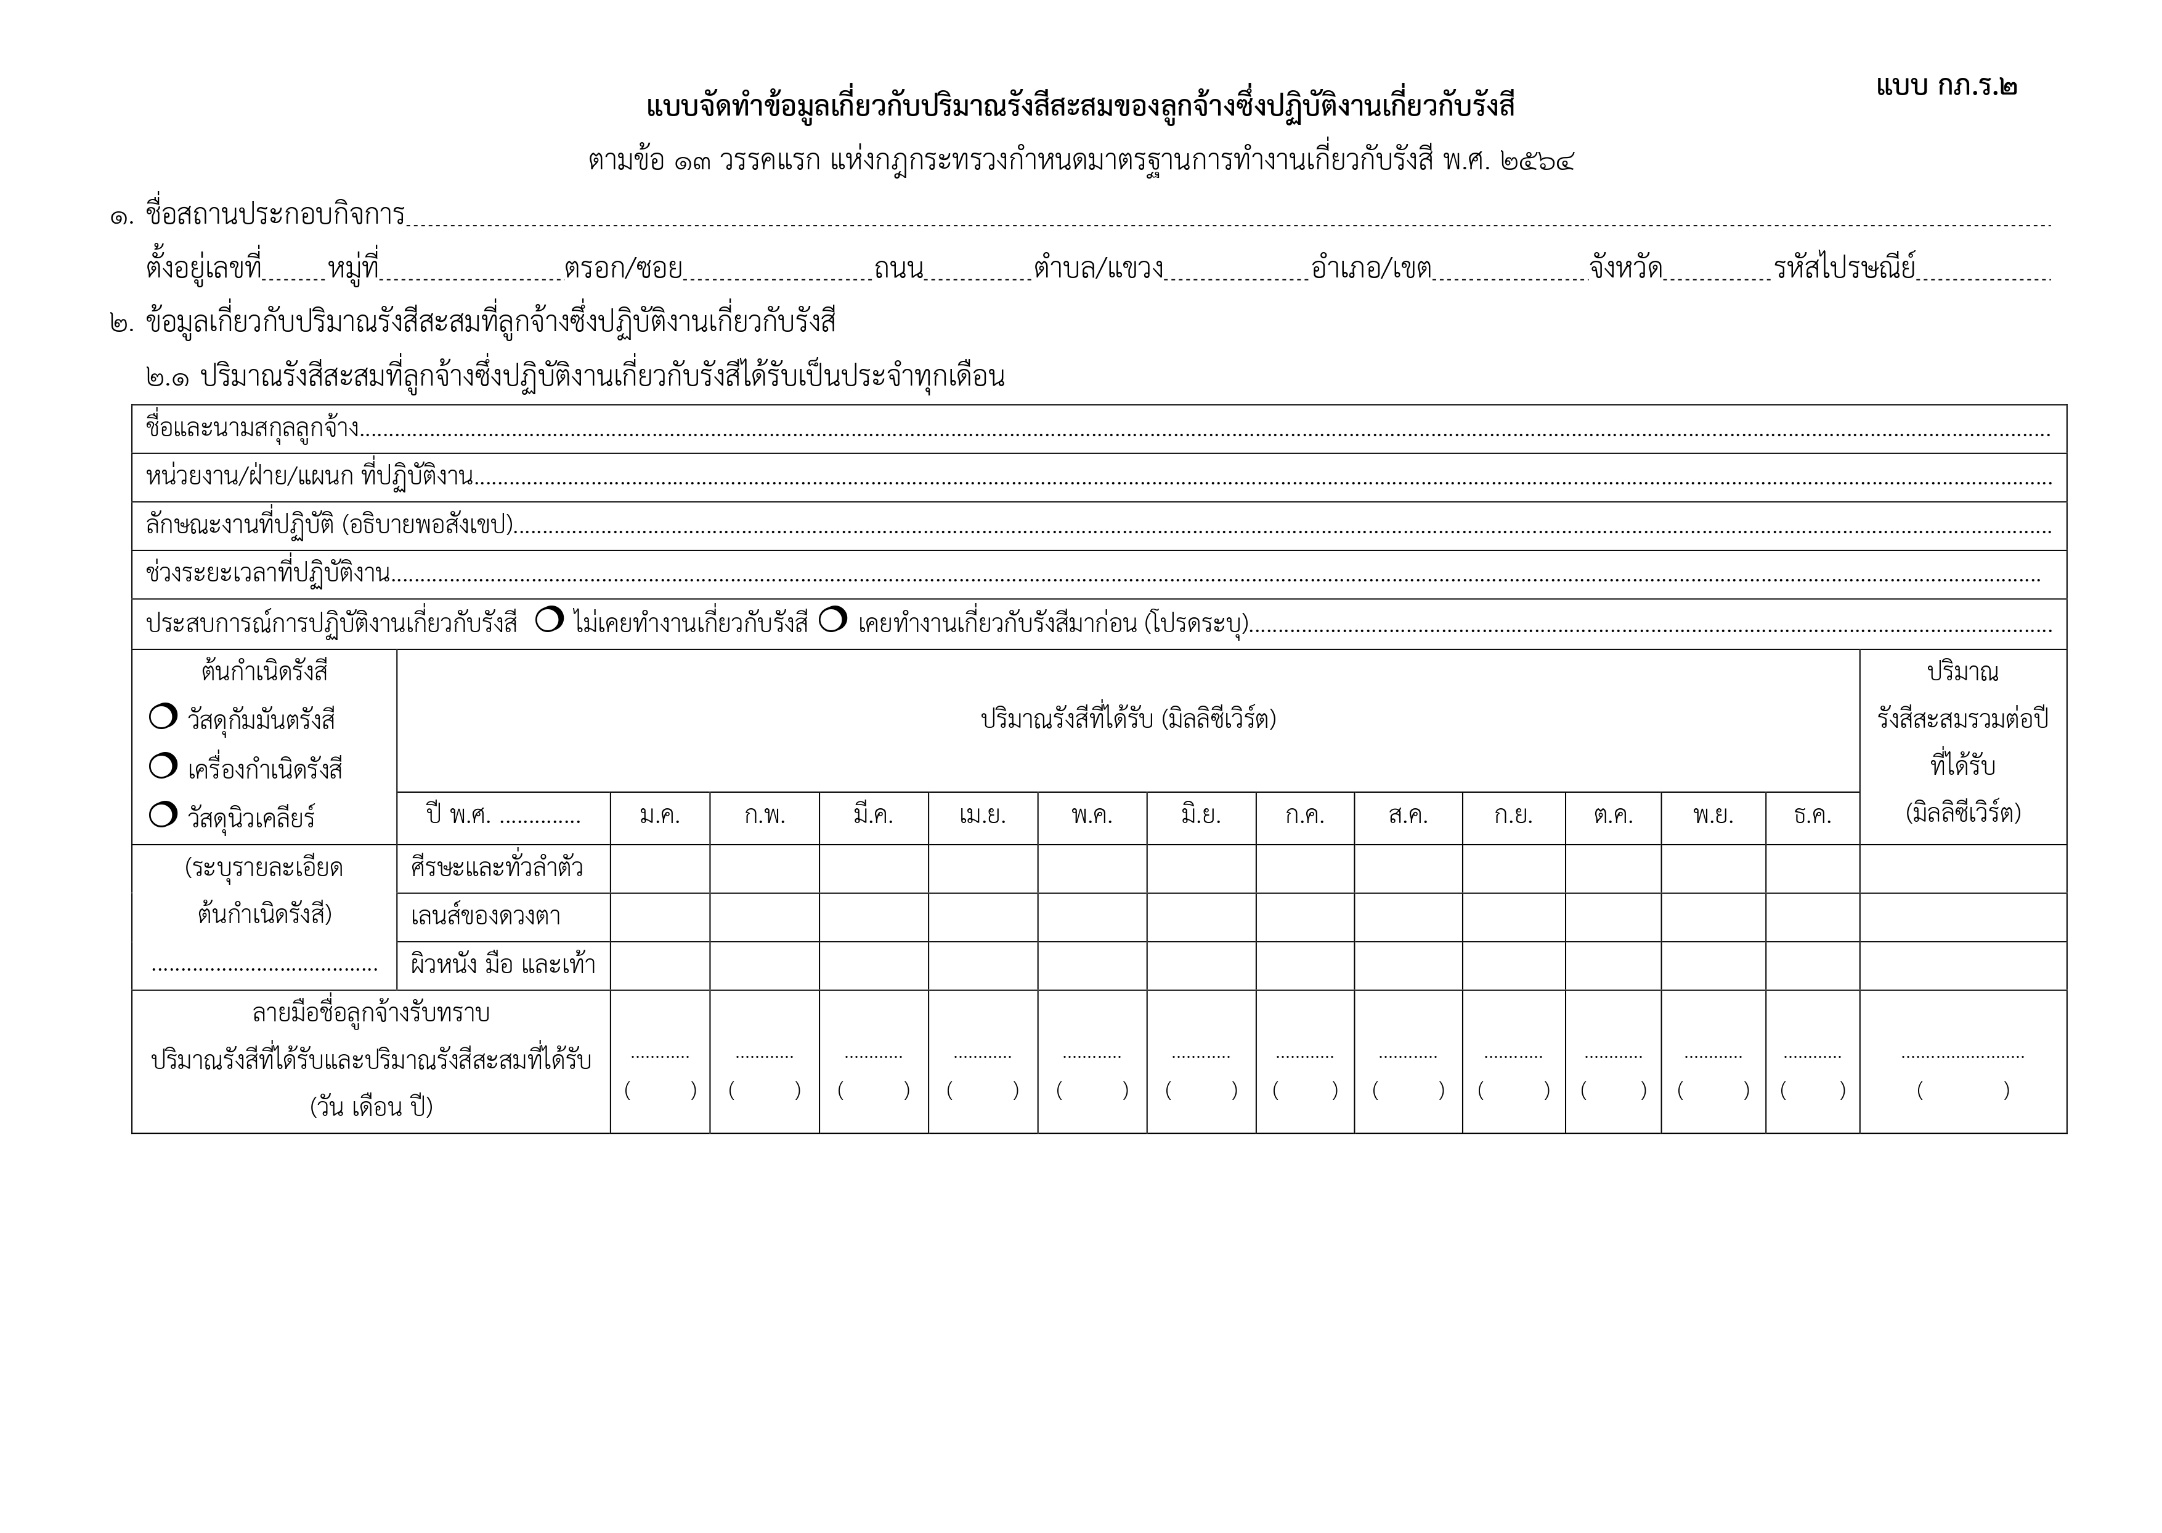 แบบ กภ.ร.๒
แบบจัดทำข้อมูลเกี่ยวกับปริมาณรังสีสะสมของลูกจ้างซึ่งปฏิบัติงานเกี่ยวกับรังสี
ตามข้อ ๑๓ วรรคแรก แห่งกฎกระทรวงกำหนดมาตรฐานการทำงานเกี่ยวกับรังสี พ.ศ. ๒๕๖๔
๑. ชื่อสถานประกอบกิจการ
ตั้งอยู่เลขที่ หมู่ที่ ตรอก/ซอย ถนน ตำบล/แขวง อำเภอ/เขต จังหวัด รหัสไปรษณีย์
๒. ข้อมูลเกี่ยวกับปริมาณรังสีสะสมที่ลูกจ้างซึ่งปฏิบัติงานเกี่ยวกับรังสี
๒.๑ ปริมาณรังสีสะสมที่ลูกจ้างซึ่งปฏิบัติงานเกี่ยวกับรังสีได้รับเป็นประจำทุกเดือน
ชื่อและนามสกุลลูกจ้าง
หน่วยงาน/ฝ่าย/แผนก ที่ปฏิบัติงาน
ลักษณะงานที่ปฏิบัติ (อธิบายพอสังเขป)
ช่วงระยะเวลาที่ปฏิบัติงาน
ประสบการณ์การปฏิบัติงานเกี่ยวกับรังสี ❍ ไม่เคยทำงานเกี่ยวกับรังสี ❍ เคยทำงานเกี่ยวกับรังสีมาก่อน (โปรดระบุ)
ต้นกำเนิดรังสี
❍ วัสดุกัมมันตรังสี
❍ เครื่องกำเนิดรังสี
❍ วัสดุนิวเคลียร์
ปริมาณรังสีที่ได้รับ (มิลลิซีเวิร์ต)
ปริมาณ
รังสีสะสมรวมต่อปี
ที่ได้รับ
(มิลลิซีเวิร์ต)
ปี พ.ศ. .............. ม.ค. ก.พ. มี.ค. เม.ย. พ.ค. มิ.ย. ก.ค. ส.ค. ก.ย. ต.ค. พ.ย. ธ.ค.
(ระบุรายละเอียด
ต้นกำเนิดรังสี)
.......................................
ศีรษะและทั่วลำตัว
เลนส์ของดวงตา
ผิวหนัง มือ และเท้า
ลายมือชื่อลูกจ้างรับทราบ
ปริมาณรังสีที่ได้รับและปริมาณรังสีสะสมที่ได้รับ
(วัน เดือน ปี)
............ ............ ............ ............ ............ ............ ............ ............ ............ ............ ............ ............ .........................
( ) ( ) ( ) ( ) ( ) ( ) ( ) ( ) ( ) ( ) ( ) ( ) ( )